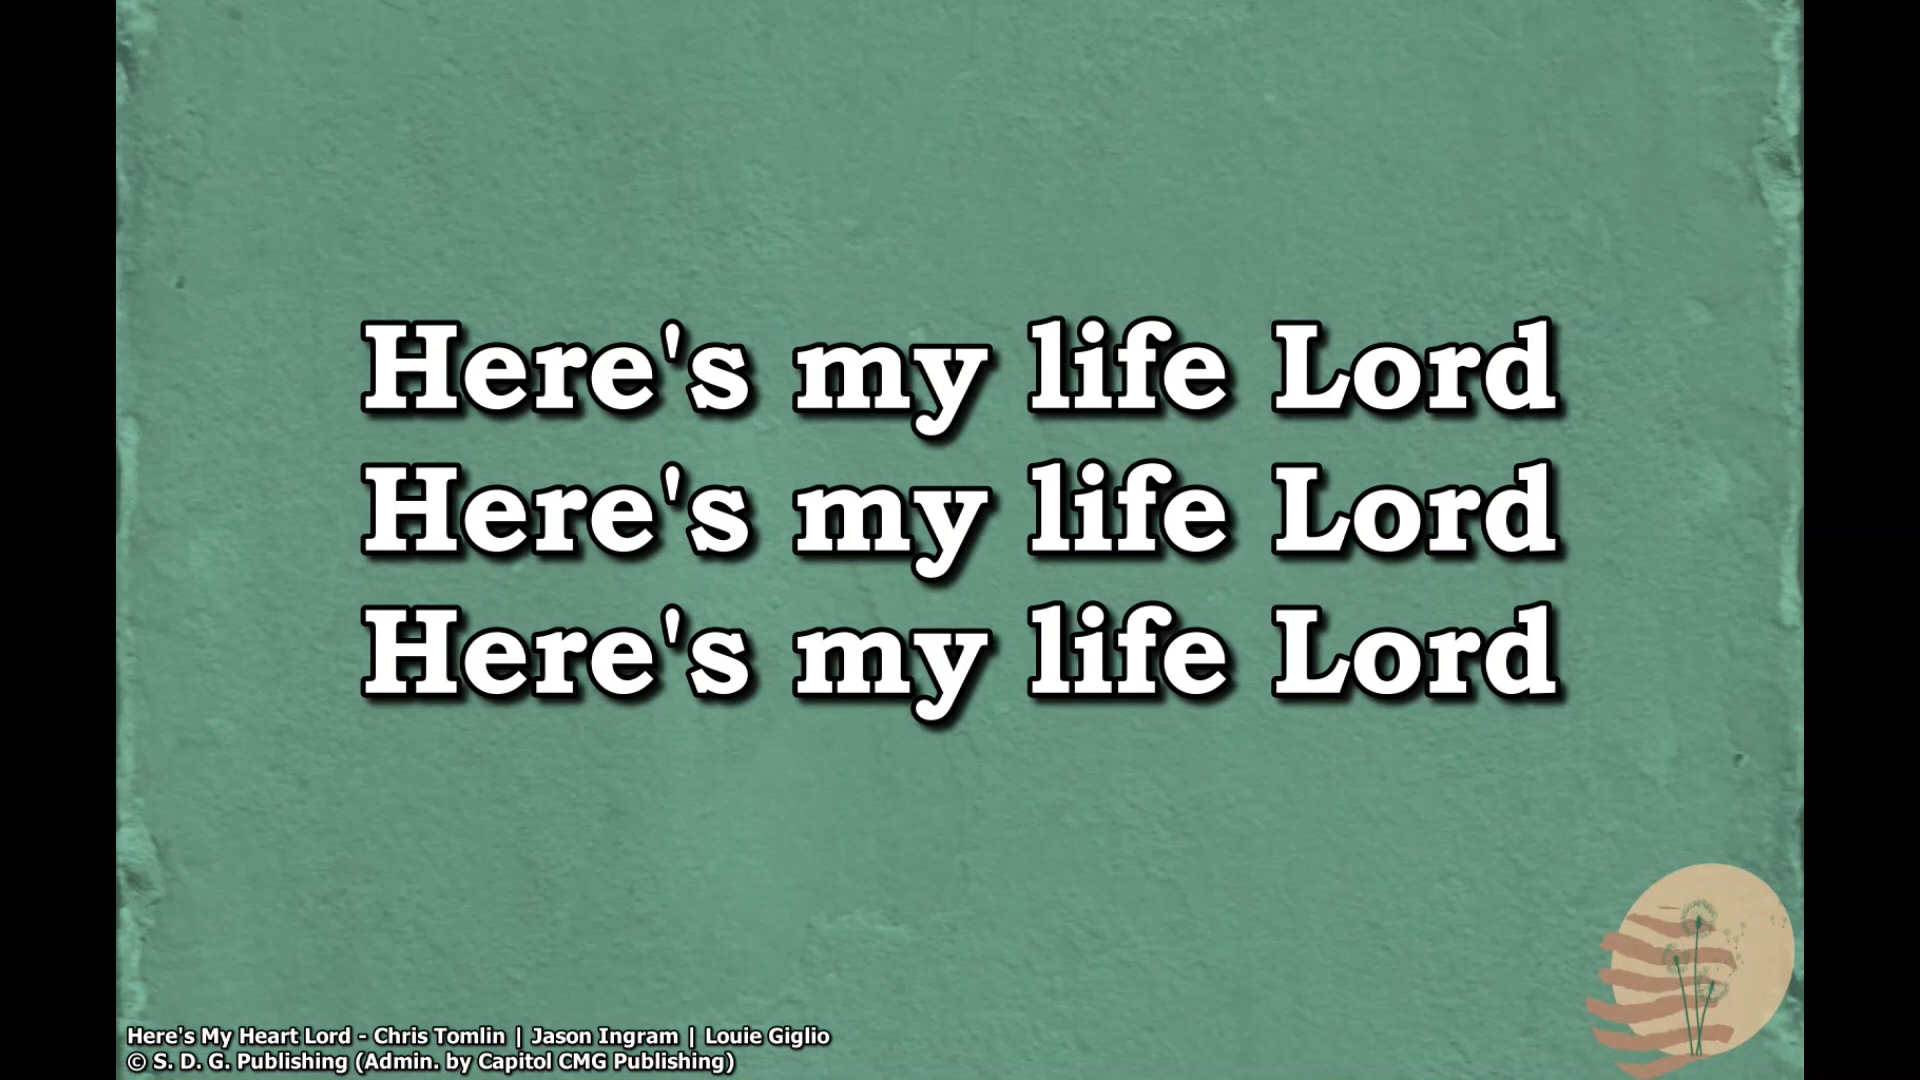 Here's my life Lord
Here's my life Lord
Here's my life Lord
Here's My Heart Lord - Chris Tomlin | Jason Ingram | Louie Giglio
© S. D. G. Publishing (Admin. by Capitol CMG Publishing)